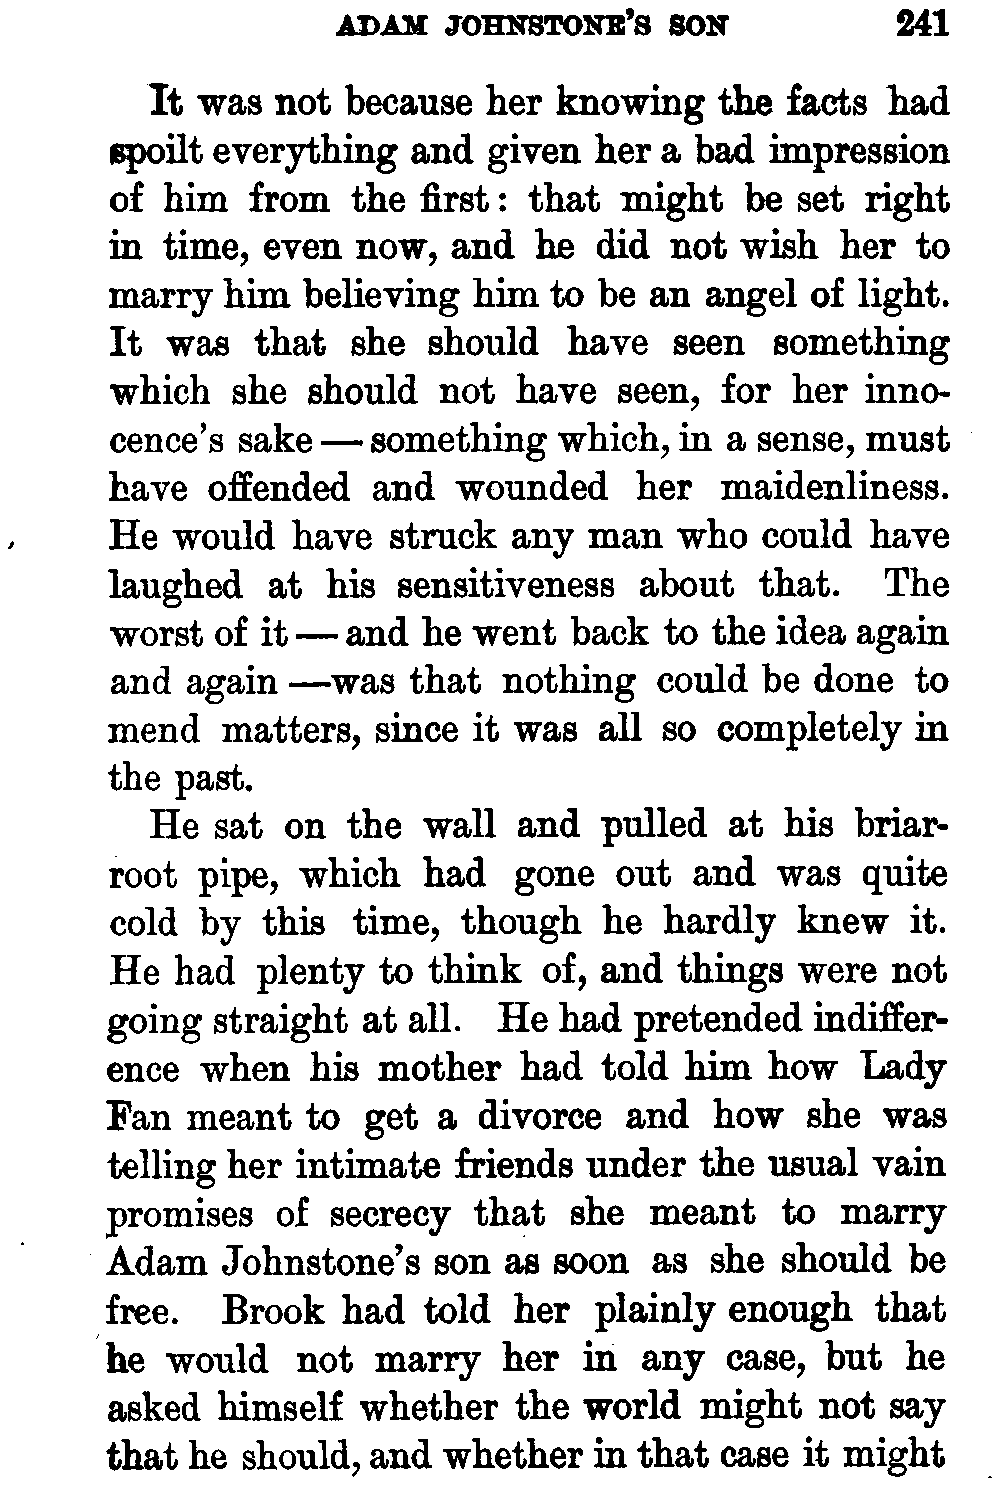 ADAM JOHNSTONE'S SON 241
It was not because her knowing the facts had
spoilt everything and given her a bad impression
of him from the first: that might be set right
in time, even now, and he did not wish her to
marry him believing him to be an angel of light.
It was that she should have seen something
which she should not have seen, for her inno-
cence's sake — something which, in a sense, must
have offended and wounded her maidenliness.
He would have struck any man who could have
laughed at his sensitiveness about that. The
worst of it — and he went back to the idea again
and again — was that nothing could be done to
mend matters, since it was all so completely in
the past.
He sat on the wall and pulled at his briar-
root pipe, which had gone out and was quite
cold by this time, though he hardly knew it.
He had plenty to think of, and things were not
going straight at all. He had pretended indiffer-
ence when his mother had told him how Lady
Fan meant to get a divorce and how she was
telling her intimate friends under the usual vain
promises of secrecy that she meant to marry
Adam Johnstone's son as soon as she should be
free. Brook had told her plainly enough that
he would not marry her in any case, but he
asked himself whether the world might not say
that he should, and whether in that case it might